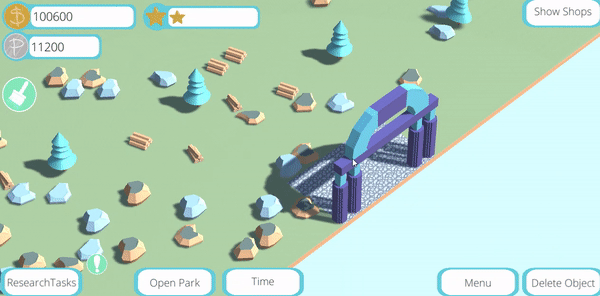 100600
Show Shops
11200
ResearchTasks
Open Park
Time
Menu
Delete Object